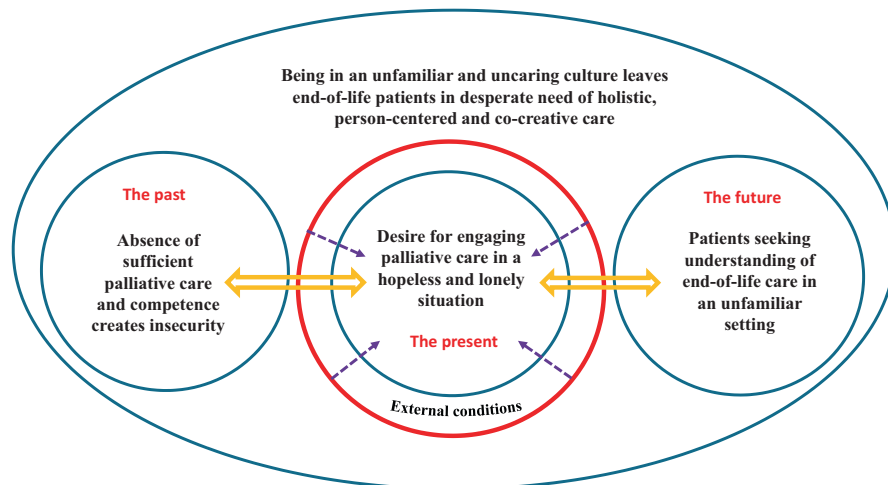 Being in an unfamiliar and uncaring culture leaves
end-of-life patients in desperate need of holistic,
person-centered and co-creative care
The past
Absence of
sufficient
palliative care
and competence
creates insecurity
Desire for engaging
palliative care in a
hopeless and lonely
situation
The present
External conditions
The future
Patients seeking
understanding of
end-of-life care in
an unfamiliar
setting